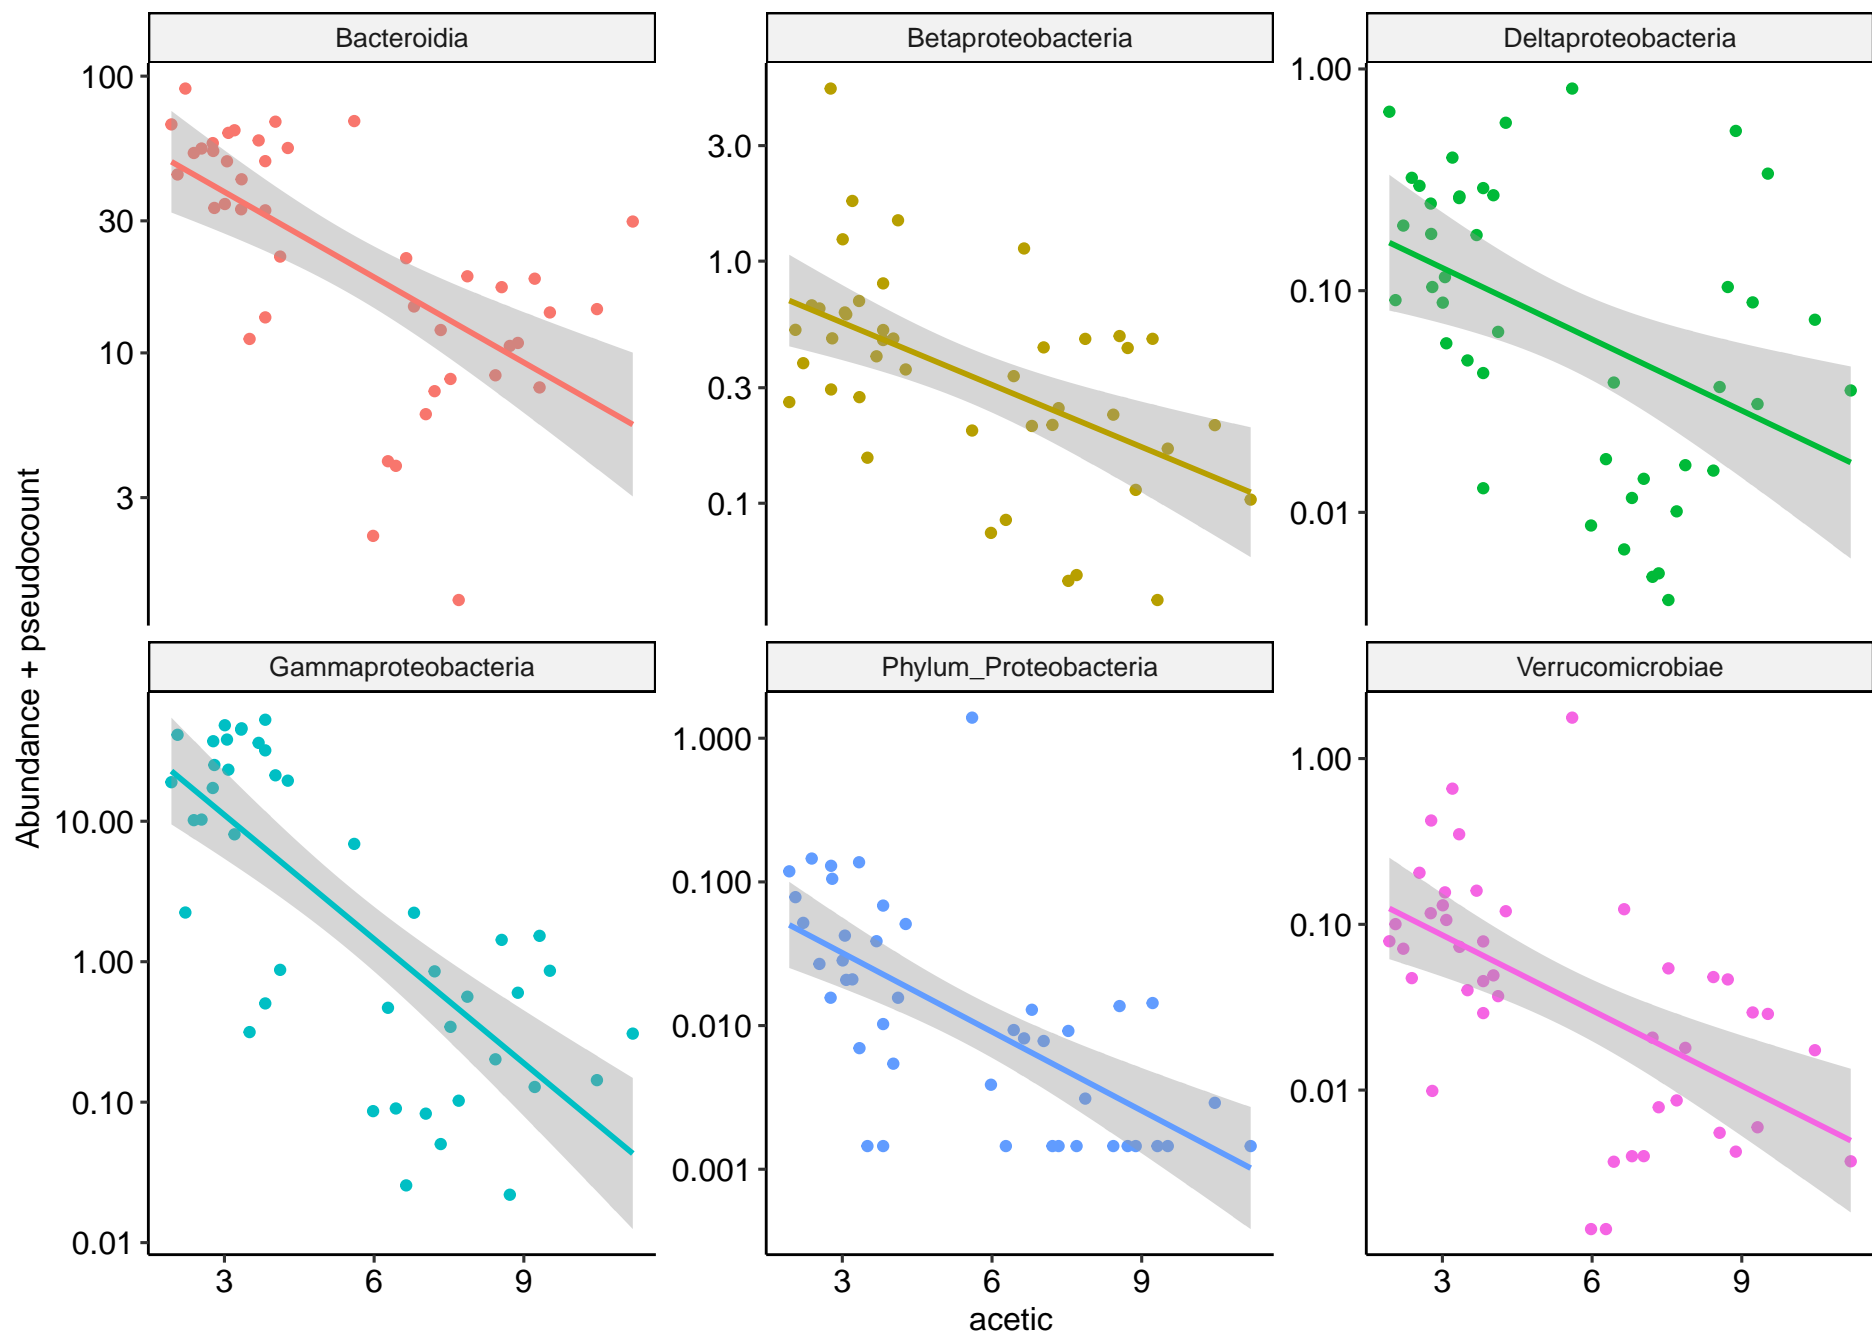 Bacteroidia
Betaproteobacteria
Deltaproteobacteria
100
30
10
3
3.0
1.0
0.3
0.1
1.00
0.10
0.01
Abundance + pseudocount
Gammaproteobacteria
Phylum_Proteobacteria
Verrucomicrobiae
10.00
1.00
0.10
0.01
1.000
0.100
0.010
0.001
1.00
0.10
0.01
3 6 9
3 6 9
3 6 9
acetic